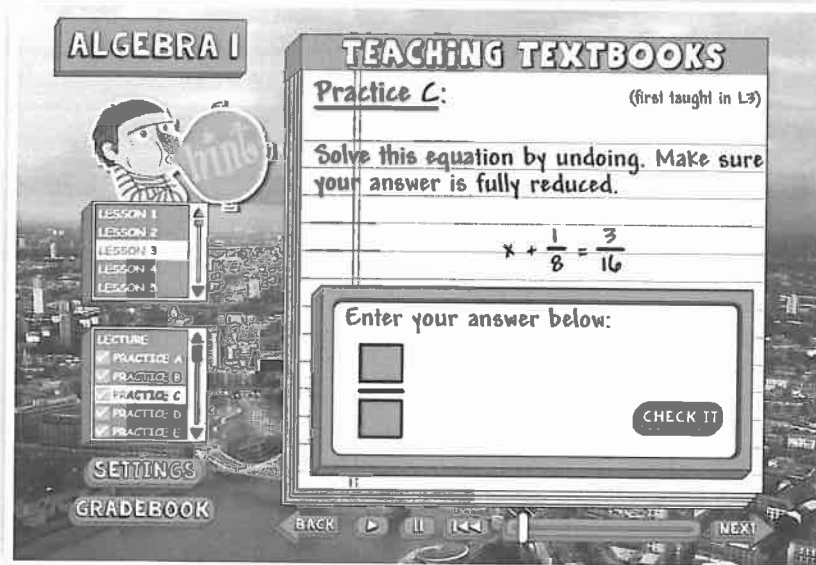 ALGEBRA I
hint
LESSON 1
LESSON 2
LESSON 3
LESSON 4
LESSON 5
LECTURE
PRACTICE A
PRACTICE B
PRACTICE C
PRACTICE D
PRACTICE E
SETTINGS
GRADEBOOK
TEACHING TEXTBOOKS
Practice C:
(first taught in L3)
Solve this equation by undoing. Make sure
your answer is fully reduced.
x + 1/8 = 3/16
Enter your answer below:
CHECK IT
BACK
NEXT